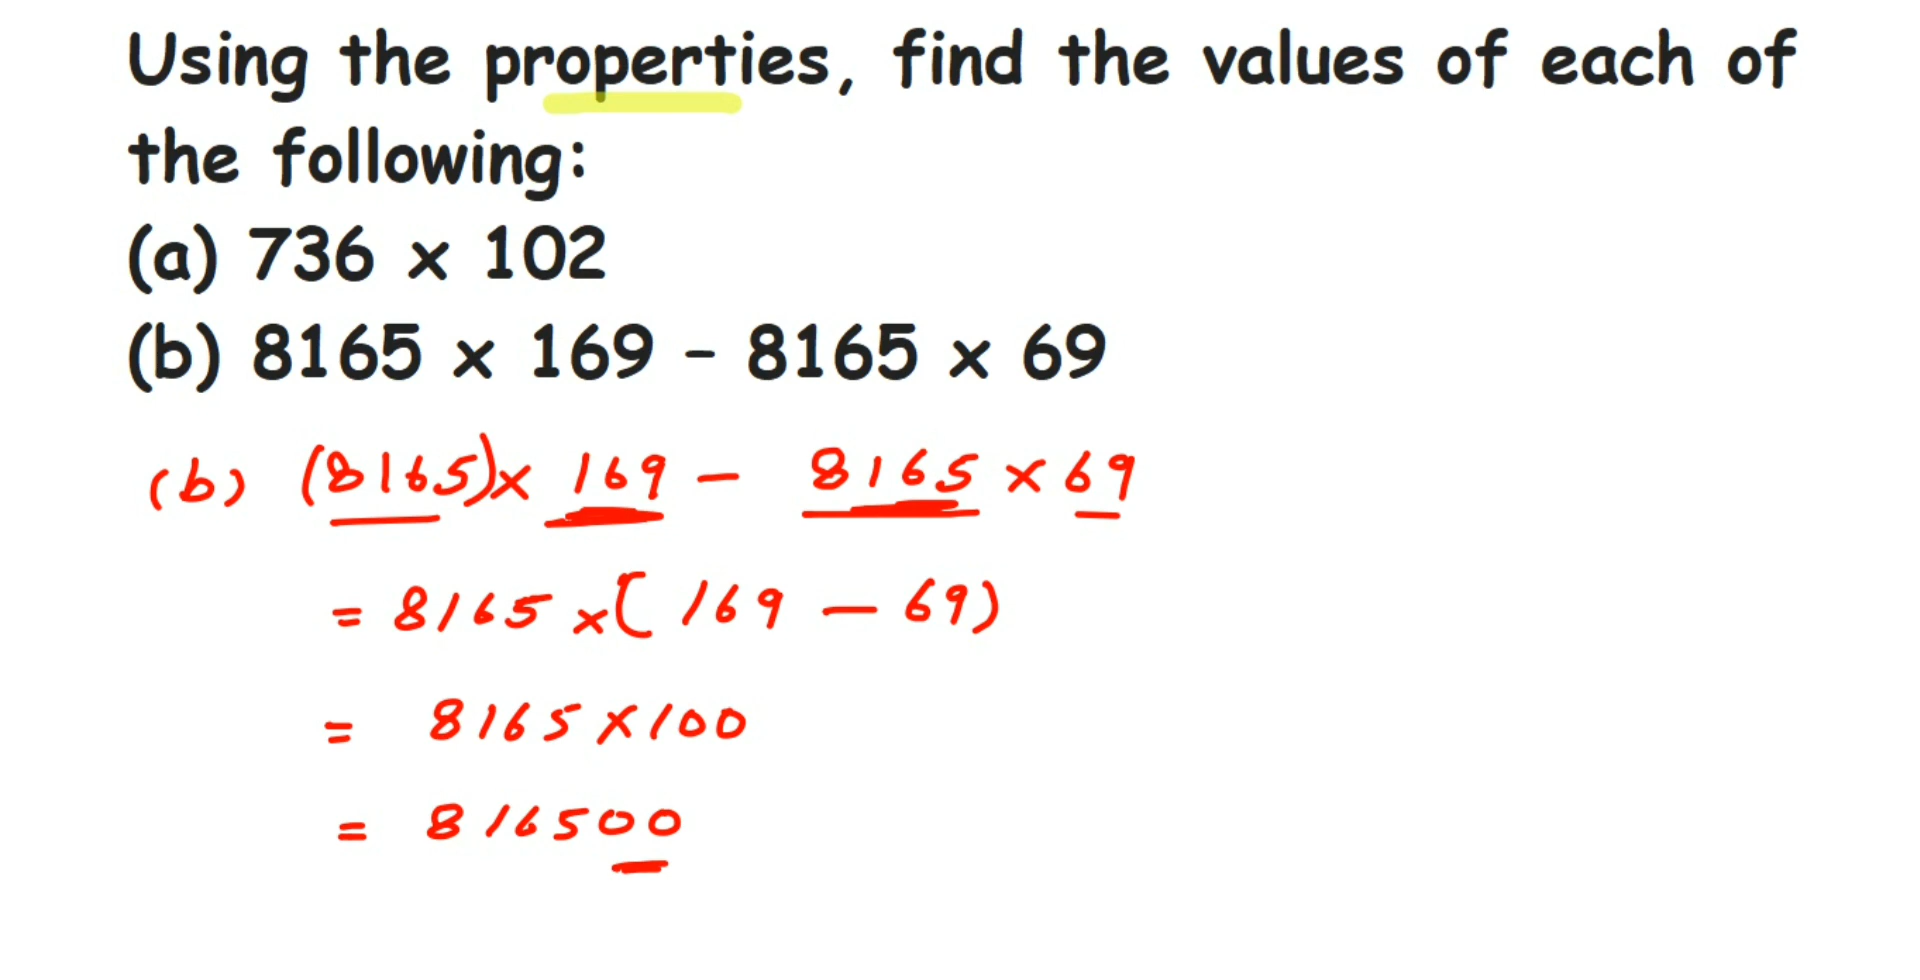 Using the properties, find the values of each of
the following:
(a) 736 x 102
(b) 8165 x 169 - 8165 x 69
(b) (8165)x 169 - 8165 x 69
= 8165 x( 169 - 69)
= 8165 x 100
= 816500